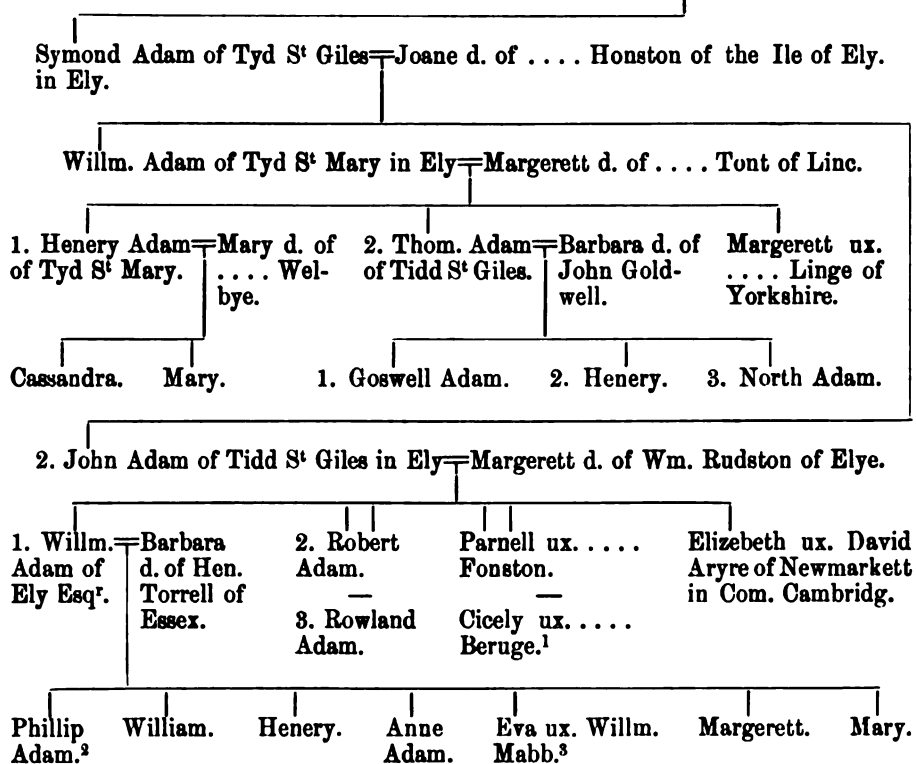 Symond Adam of Tyd Sᵗ Giles=Joane d. of .... Honston of the Ile of Ely.
in Ely.
Willm. Adam of Tyd Sᵗ Mary in Ely=Margerett d. of .... Tont of Linc.
1. Henery Adam=Mary d. of 2. Thom. Adam=Barbara d. of Margerett ux.
of Tyd Sᵗ Mary. .... Wel- of Tidd Sᵗ Giles. John Gold- .... Linge of
bye. well. Yorkshire.
Cassandra. Mary. 1. Goswell Adam. 2. Henery. 3. North Adam.
2. John Adam of Tidd Sᵗ Giles in Ely=Margerett d. of Wm. Rudston of Elye.
1. Willm.=Barbara 2. Robert Parnell ux..... Elizebeth ux. David
Adam of d. of Hen. Adam. Fonston. Aryre of Newmarkett
Ely Esqʳ. Torrell of — — in Com. Cambridg.
Essex. 3. Rowland Cicely ux.....
Adam. Beruge.¹
Phillip William. Henery. Anne Eva ux. Willm. Margerett. Mary.
Adam.² Adam. Mabb.³